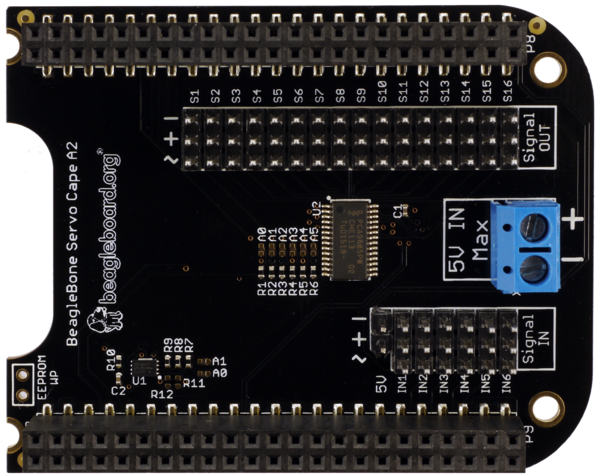 P8
S1 S2 S3 S4 S5 S6 S7 S8 S9 S10 S11 S12 S13 S14 S15 S16
~ + -
Signal
OUT
BeagleBone Servo Cape A2
beagleboard.org®
U2
C1
A0 A1 A2 A3 A4 A5
R1 R2 R3 R4 R5 R6
5V IN
Max
+
-
~ + -
5V IN1 IN2 IN3 IN4 IN5 IN6
Signal
IN
R10
R9 R8 R7
A1
A0
U1
C2
R12
R11
EEPROM
WP
P9